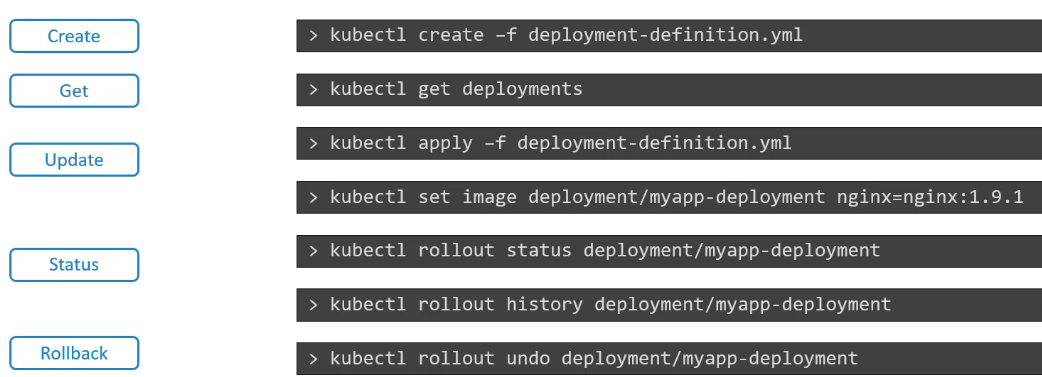 Create
> kubectl create –f deployment-definition.yml
Get
> kubectl get deployments
Update
> kubectl apply –f deployment-definition.yml
> kubectl set image deployment/myapp-deployment nginx=nginx:1.9.1
Status
> kubectl rollout status deployment/myapp-deployment
> kubectl rollout history deployment/myapp-deployment
Rollback
> kubectl rollout undo deployment/myapp-deployment